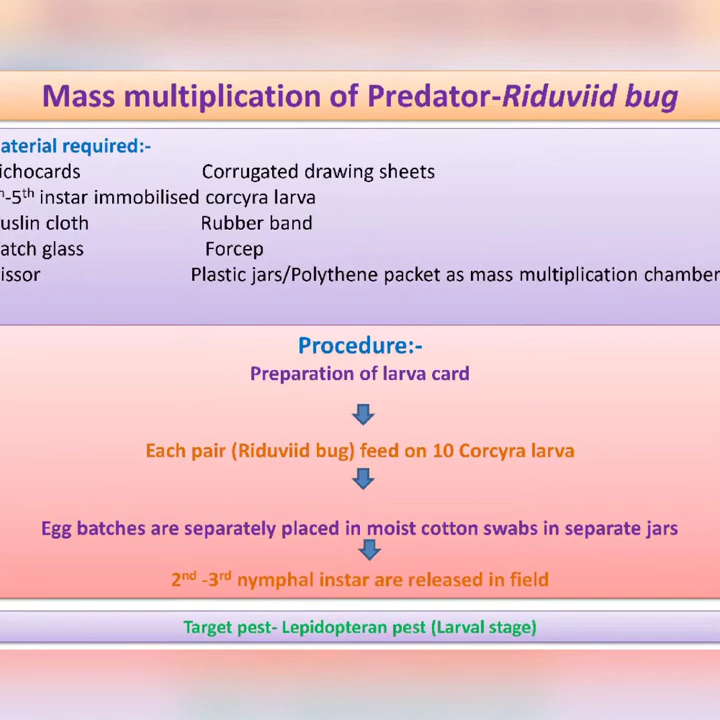 Mass multiplication of Predator-Riduviid bug
aterial required:-
ichocards Corrugated drawing sheets
-5th instar immobilised corcyra larva
uslin cloth Rubber band
atch glass Forcep
issor Plastic jars/Polythene packet as mass multiplication chamber
Procedure:-
Preparation of larva card
Each pair (Riduviid bug) feed on 10 Corcyra larva
Egg batches are separately placed in moist cotton swabs in separate jars
2nd -3rd nymphal instar are released in field
Target pest- Lepidopteran pest (Larval stage)